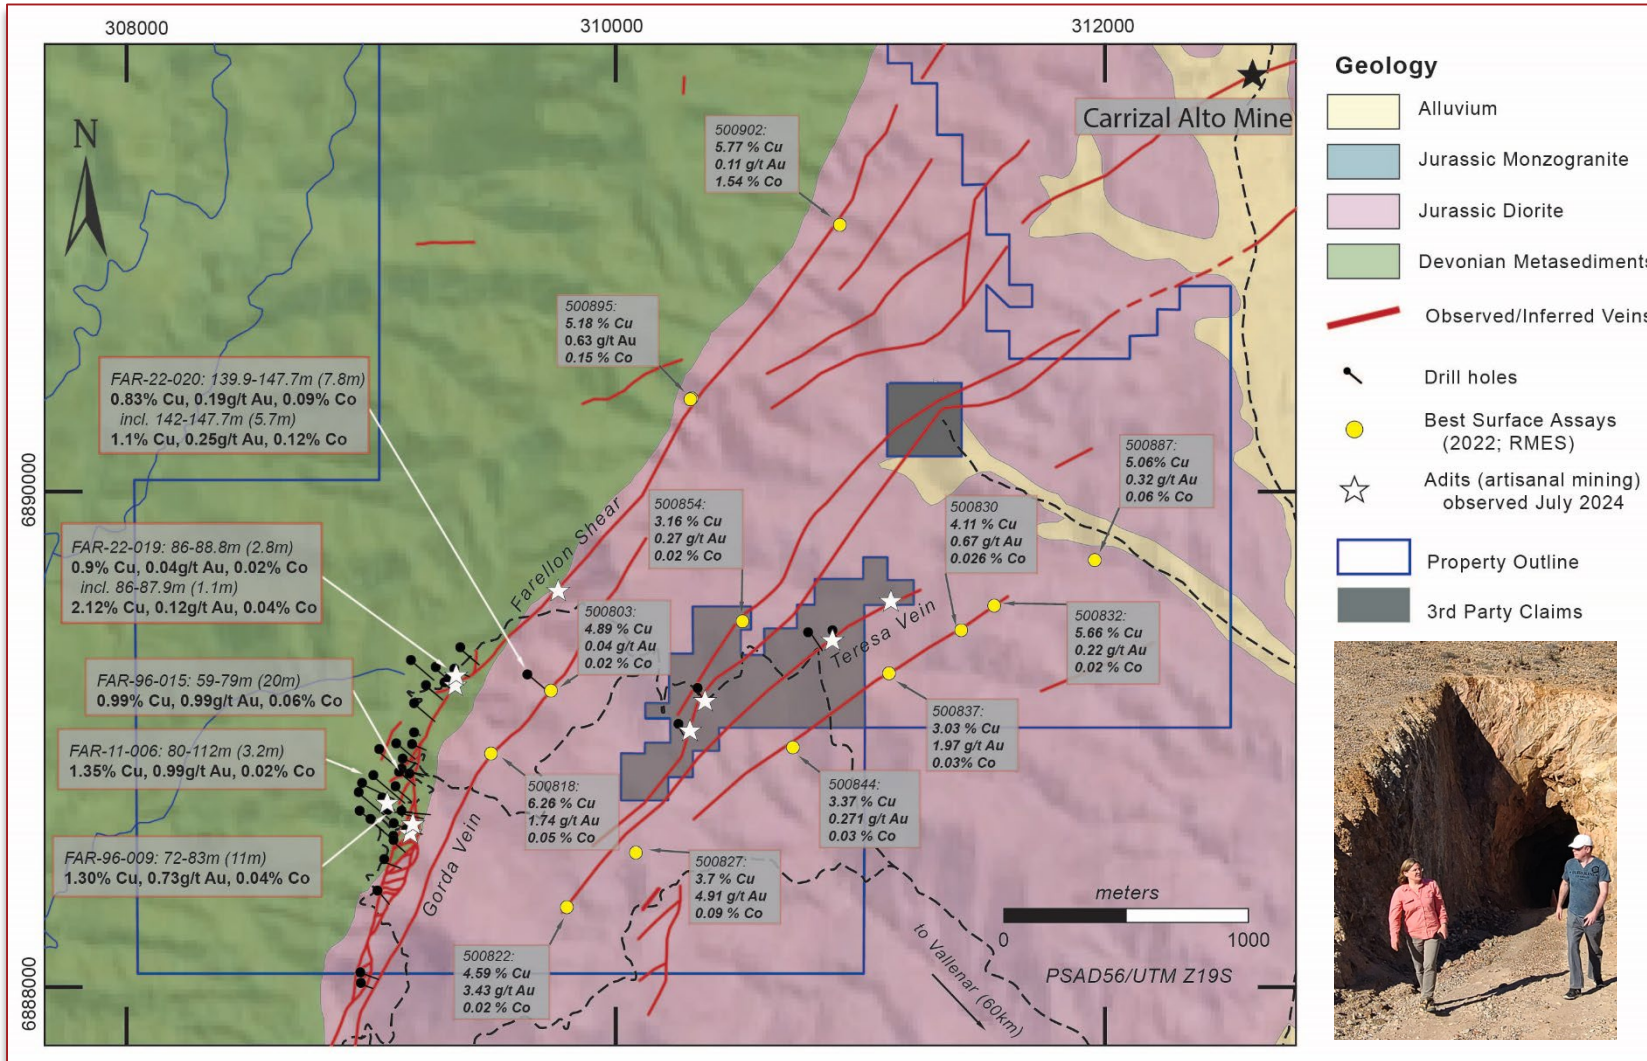 308000
310000
312000
6890000
6880000
N
Carrizal Alto Mine
500902:
5.77 % Cu
0.11 g/t Au
1.54 % Co
500895:
5.18 % Cu
0.63 g/t Au
0.15 % Co
FAR-22-020: 139.9-147.7m (7.8m)
0.83% Cu, 0.19g/t Au, 0.09% Co
incl. 142-147.7m (5.7m)
1.1% Cu, 0.25g/t Au, 0.12% Co
500887:
5.06% Cu
0.32 g/t Au
0.06 % Co
500854:
3.16 % Cu
0.27 g/t Au
0.02 % Co
500830
4.11 % Cu
0.67 g/t Au
0.026 % Co
FAR-22-019: 86-88.8m (2.8m)
0.9% Cu, 0.04g/t Au, 0.02% Co
incl. 86-87.9m (1.1m)
2.12% Cu, 0.12g/t Au, 0.04% Co
Farellon Shear
500803:
4.89 % Cu
0.04 g/t Au
0.02 % Co
Teresa Vein
500832:
5.66 % Cu
0.22 g/t Au
0.02 % Co
FAR-96-015: 59-79m (20m)
0.99% Cu, 0.99g/t Au, 0.06% Co
500837:
3.03 % Cu
1.97 g/t Au
0.03% Co
FAR-11-006: 80-112m (3.2m)
1.35% Cu, 0.99g/t Au, 0.02% Co
500818:
6.26 % Cu
1.74 g/t Au
0.05 % Co
500844:
3.37 % Cu
0.271 g/t Au
0.03 % Co
FAR-96-009: 72-83m (11m)
1.30% Cu, 0.73g/t Au, 0.04% Co
Gorda Vein
500827:
3.7 % Cu
4.91 g/t Au
0.09 % Co
500822:
4.59 % Cu
3.43 g/t Au
0.02 % Co
to Vallenar (60km)
meters
0
1000
PSAD56/UTM Z19S
Geology
Alluvium
Jurassic Monzogranite
Jurassic Diorite
Devonian Metasediments
Observed/Inferred Veins
Drill holes
Best Surface Assays
(2022; RMES)
Adits (artisanal mining)
observed July 2024
Property Outline
3rd Party Claims